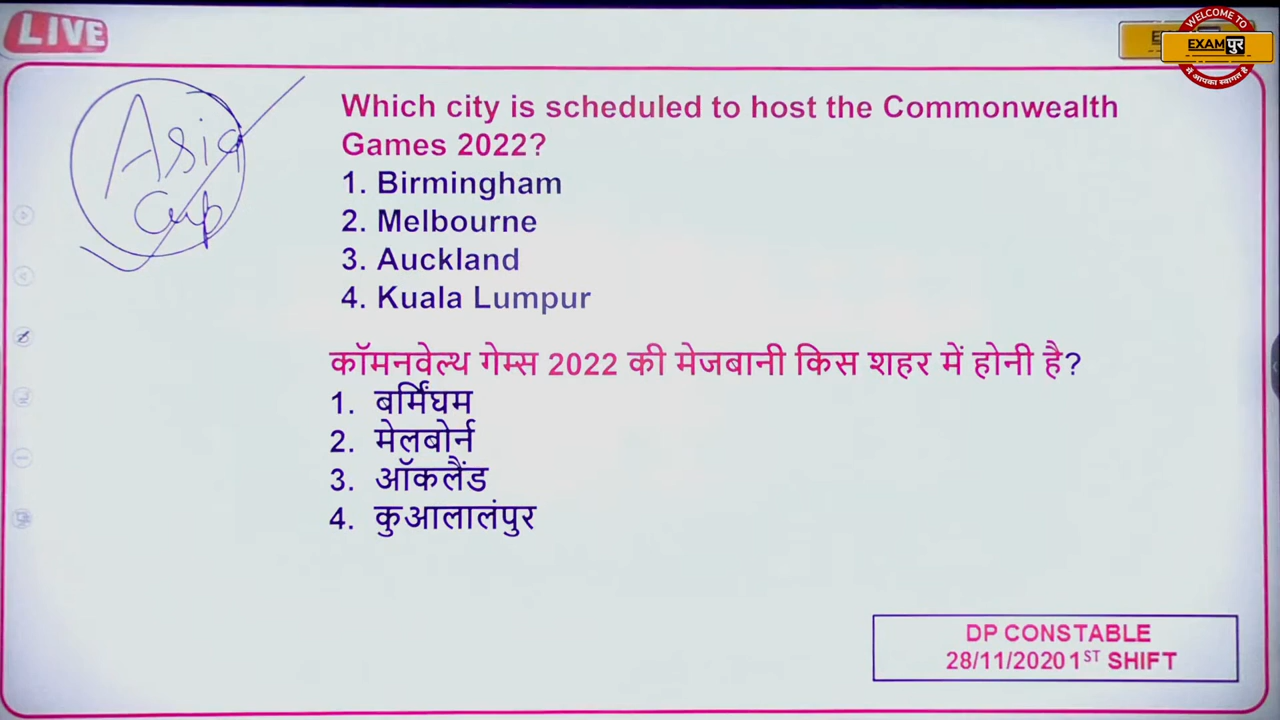 LIVE
WELCOME TO
EXAMपुर
में आपका स्वागत है
Asia
Cup
Which city is scheduled to host the Commonwealth
Games 2022?
1. Birmingham
2. Melbourne
3. Auckland
4. Kuala Lumpur
कॉमनवेल्थ गेम्स 2022 की मेजबानी किस शहर में होनी है?
1. बर्मिंघम
2. मेलबोर्न
3. ऑकलैंड
4. कुआलालंपुर
DP CONSTABLE
28/11/2020 1ST SHIFT